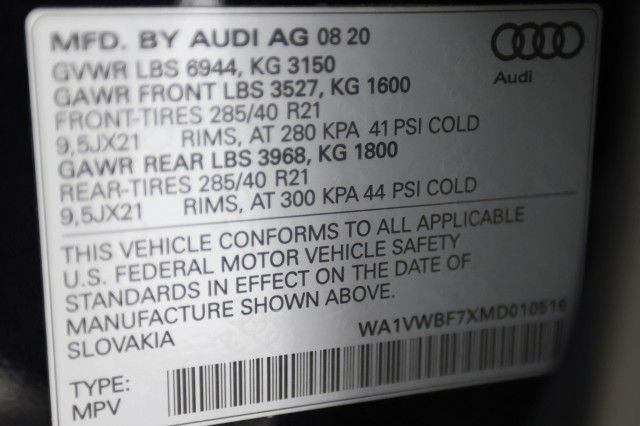 MFD. BY AUDI AG 08 20
GVWR LBS 6944, KG 3150
GAWR FRONT LBS 3527, KG 1600
FRONT-TIRES 285/40 R21
9,5JX21 RIMS, AT 280 KPA 41 PSI COLD
GAWR REAR LBS 3968, KG 1800
REAR-TIRES 285/40 R21
9,5JX21 RIMS, AT 300 KPA 44 PSI COLD
Audi
THIS VEHICLE CONFORMS TO ALL APPLICABLE
U.S. FEDERAL MOTOR VEHICLE SAFETY
STANDARDS IN EFFECT ON THE DATE OF
MANUFACTURE SHOWN ABOVE.
SLOVAKIA
WA1VWBF7XMD010516
TYPE:
MPV